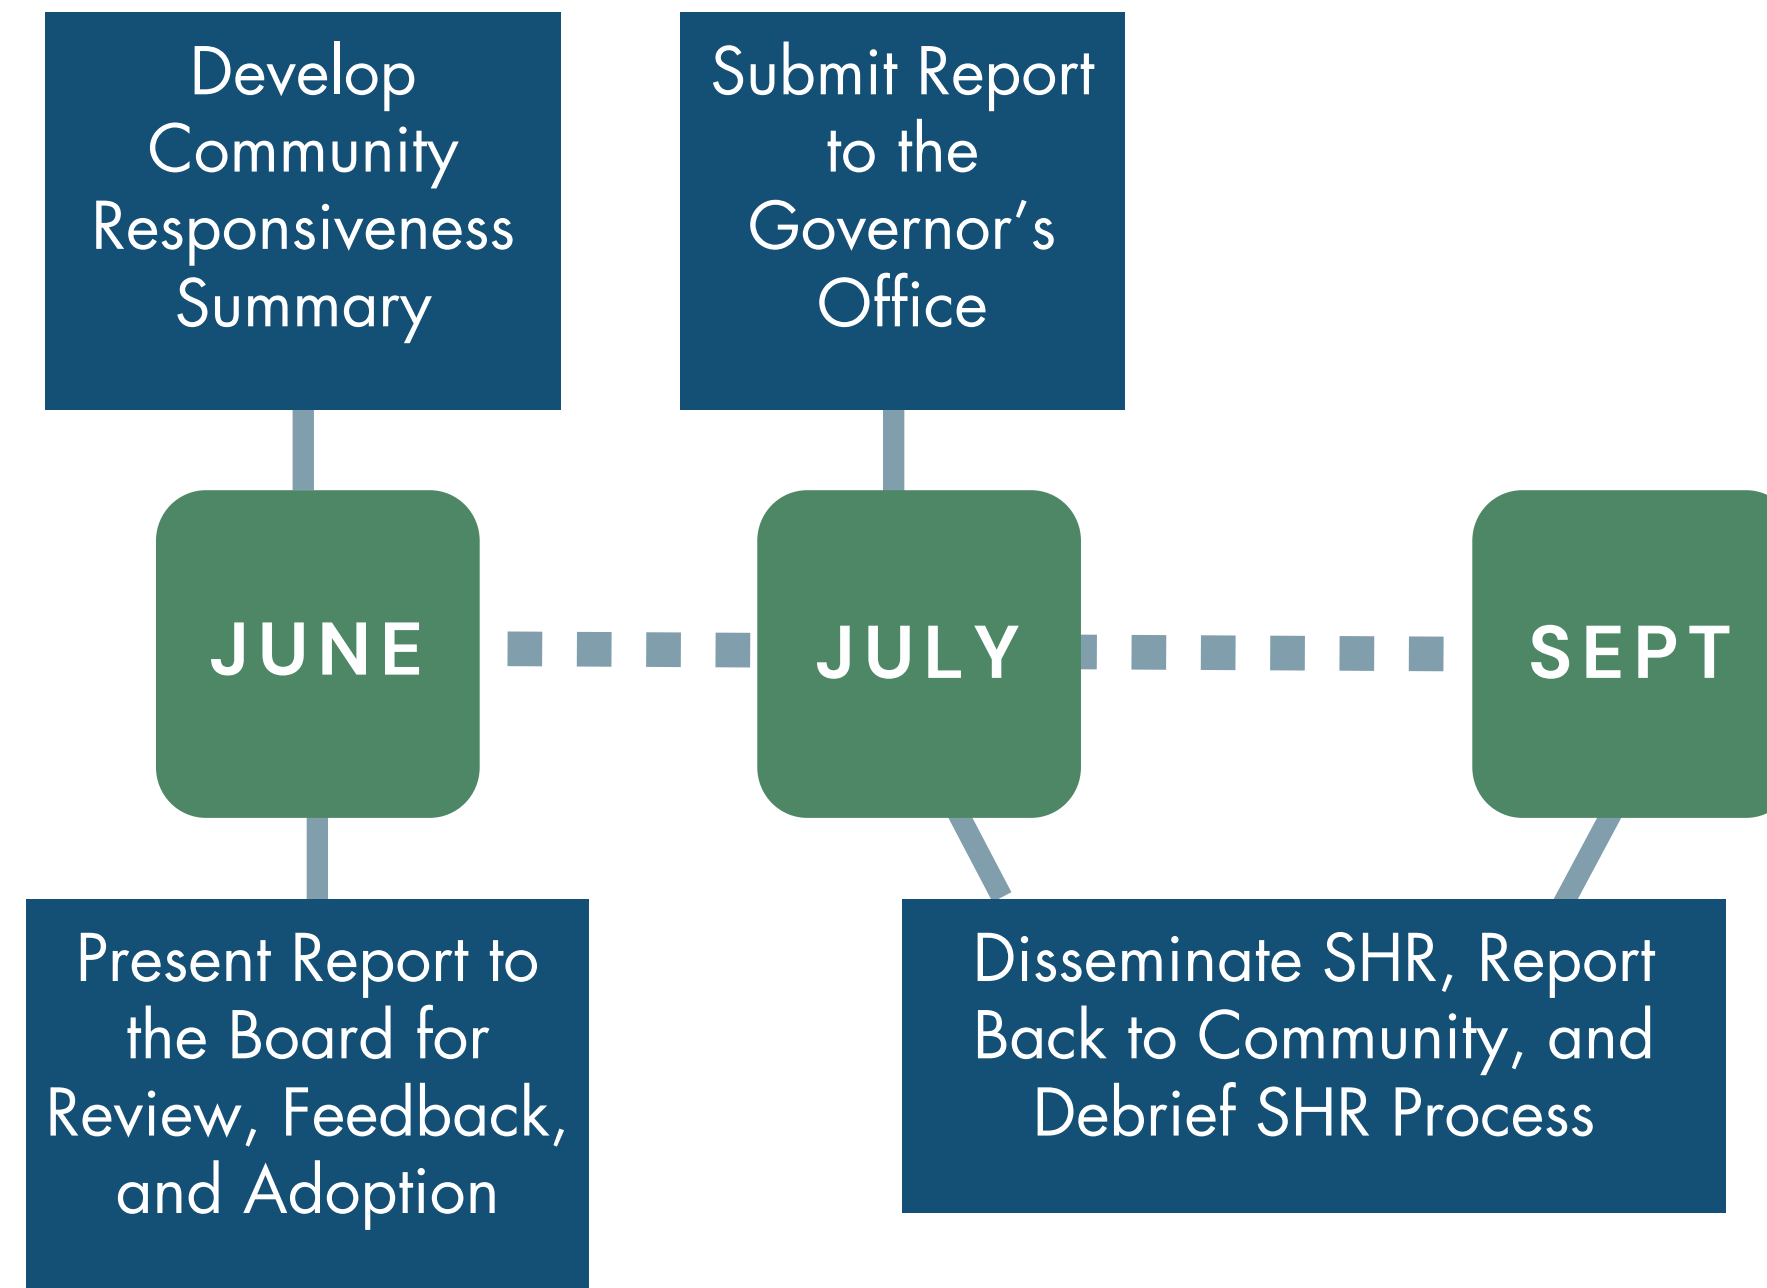 Develop
Community
Responsiveness
Summary
Submit Report
to the
Governor’s
Office
JUNE
JULY
SEPT
Present Report to
the Board for
Review, Feedback,
and Adoption
Disseminate SHR, Report
Back to Community, and
Debrief SHR Process